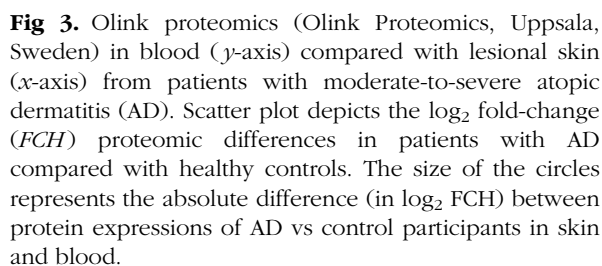 Fig 3. Olink proteomics (Olink Proteomics, Uppsala,
Sweden) in blood (y-axis) compared with lesional skin
(x-axis) from patients with moderate-to-severe atopic
dermatitis (AD). Scatter plot depicts the log₂ fold-change
(FCH) proteomic differences in patients with AD
compared with healthy controls. The size of the circles
represents the absolute difference (in log₂ FCH) between
protein expressions of AD vs control participants in skin
and blood.